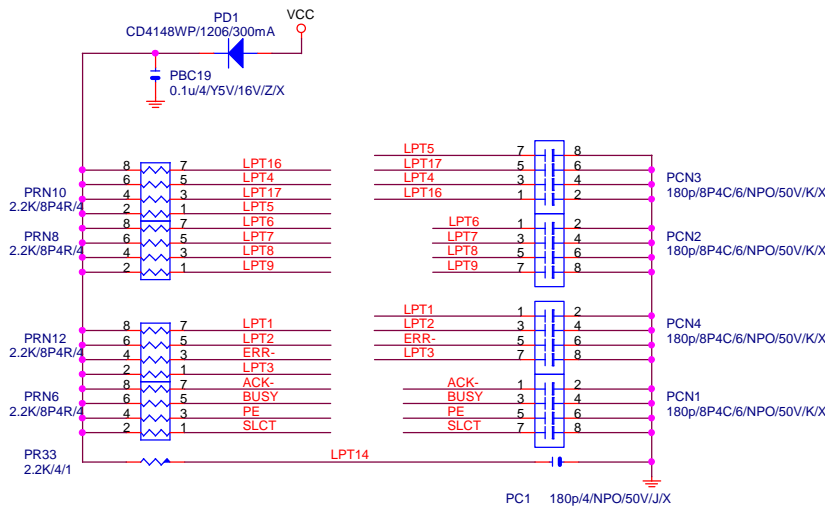 PD1
VCC
CD4148WP/1206/300mA
PBC19
0.1u/4/Y5V/16V/Z/X
LPT5 7 8
8 7 LPT16
LPT17 5 6
PCN3
6 5 LPT4
LPT4 3 4
180p/8P4C/6/NPO/50V/K/X
PRN10
4 3 LPT17
LPT16 1 2
2.2K/8P4R/4
2 1 LPT5
8 7 LPT6
LPT6 1 2
PRN8
6 5 LPT7
LPT7 3 4
PCN2
2.2K/8P4R/4
4 3 LPT8
LPT8 5 6
180p/8P4C/6/NPO/50V/K/X
2 1 LPT9
LPT9 7 8
LPT1 1 2
8 7 LPT1
LPT2 3 4
PCN4
PRN12
6 5 LPT2
ERR- 5 6
180p/8P4C/6/NPO/50V/K/X
2.2K/8P4R/4
4 3 ERR-
LPT3 7 8
2 1 LPT3
8 7 ACK-
ACK- 1 2
PRN6
6 5 BUSY
BUSY 3 4
PCN1
2.2K/8P4R/4
4 3 PE
PE 5 6
180p/8P4C/6/NPO/50V/K/X
2 1 SLCT
SLCT 7 8
PR33
LPT14
2.2K/4/1
PC1 180p/4/NPO/50V/J/X